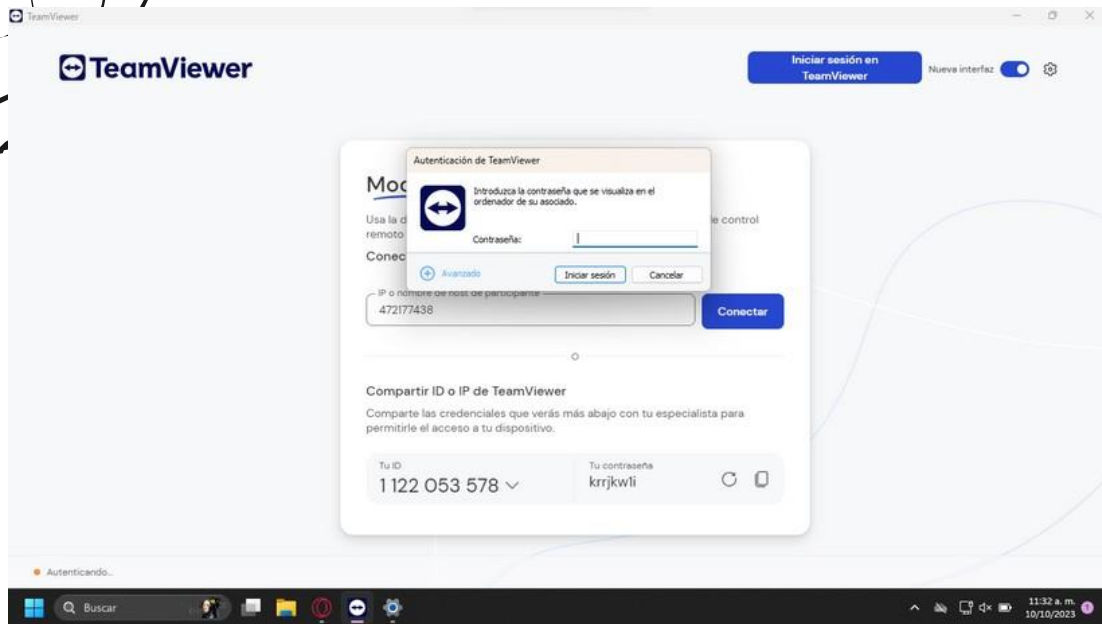 TeamViewer
TeamViewer
Iniciar sesión en
TeamViewer
Nueva interfaz
Autenticación de TeamViewer
Introduzca la contraseña que se visualiza en el
ordenador de su asociado.
Contraseña:
Avanzado
Iniciar sesión
Cancelar
Usa la
control
remoto
IP o nombre de host de participante
472177438
Conectar
Compartir ID o IP de TeamViewer
Comparte las credenciales que verás más abajo con tu especialista para
permitirle el acceso a tu dispositivo.
Tu ID
1 122 053 578
Tu contraseña
krrjkw1i
Autenticando...
Buscar
11:32 a. m.
10/10/2023
1